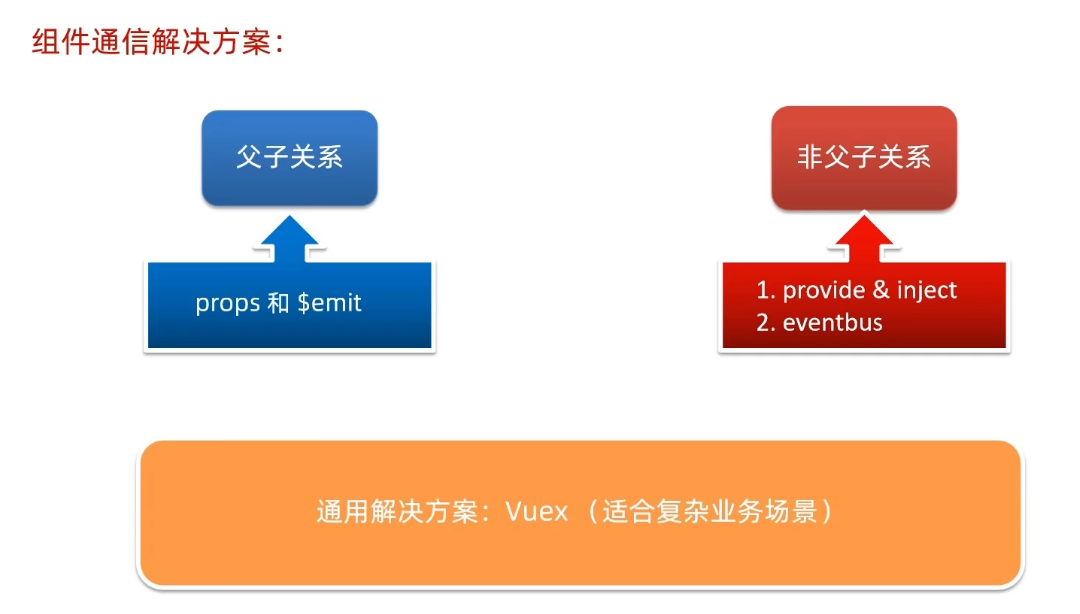 组件通信解决方案：
父子关系
非父子关系
props 和 $emit
1. provide & inject
2. eventbus
通用解决方案：Vuex （适合复杂业务场景）